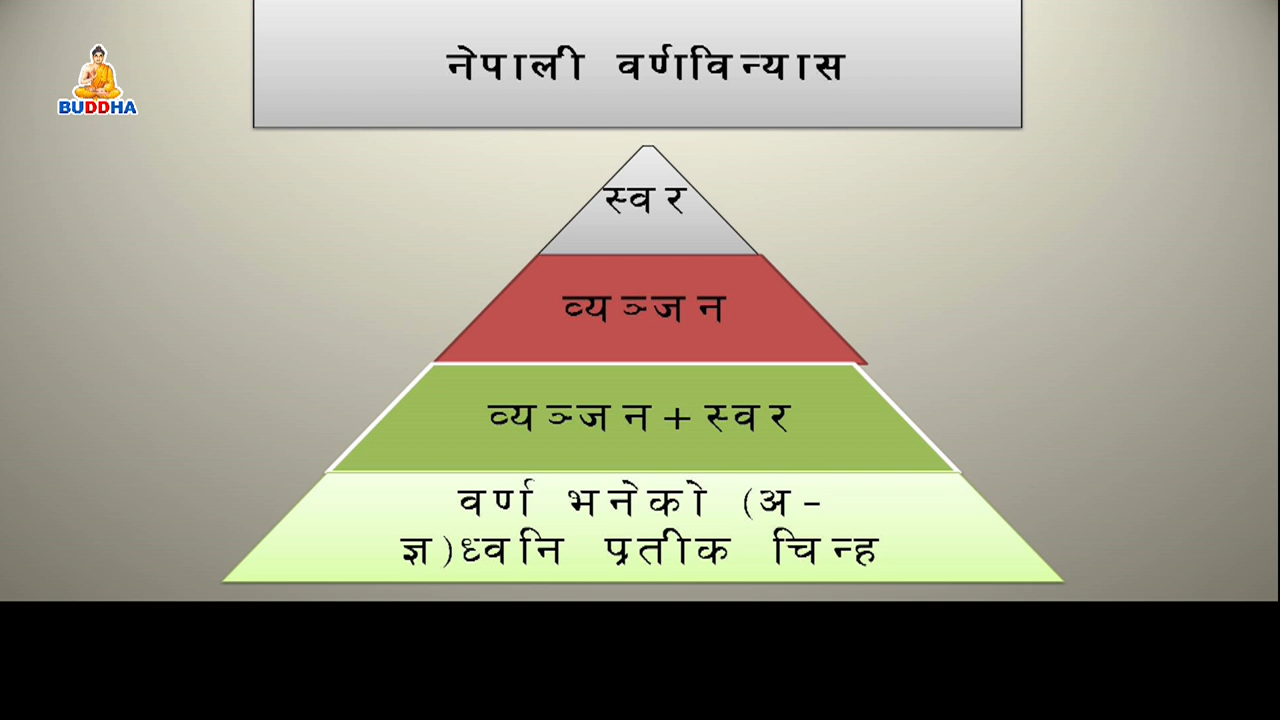 नेपाली वर्णविन्यास
BUDDHA
स्वर
व्यञ्जन
व्यञ्जन+स्वर
वर्ण भनेको (अ-
ज्ञ)ध्वनि प्रतीक चिन्ह